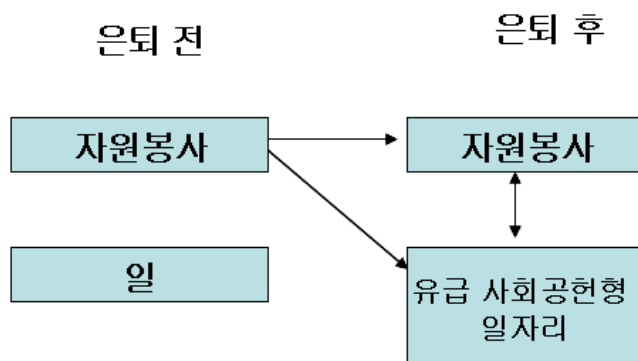 은퇴 전
은퇴 후
자원봉사
자원봉사
일
유급 사회공헌형
일자리